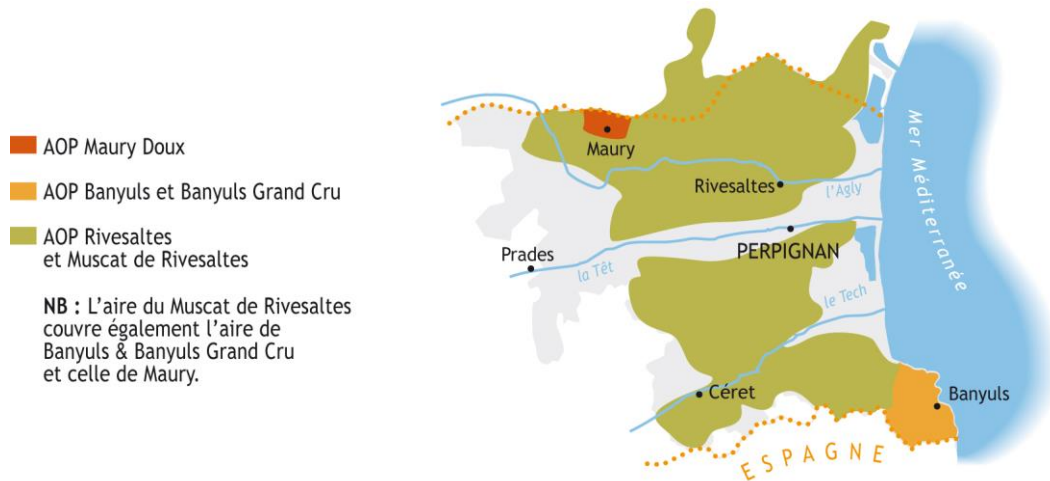 AOP Maury Doux
AOP Banyuls et Banyuls Grand Cru
AOP Rivesaltes
et Muscat de Rivesaltes
NB : L'aire du Muscat de Rivesaltes
couvre également l'aire de
Banyuls & Banyuls Grand Cru
et celle de Maury.
Maury
Rivesaltes
l'Agly
Mer Méditerranée
Prades
la Têt
PERPIGNAN
le Tech
Céret
Banyuls
ESPAGNE